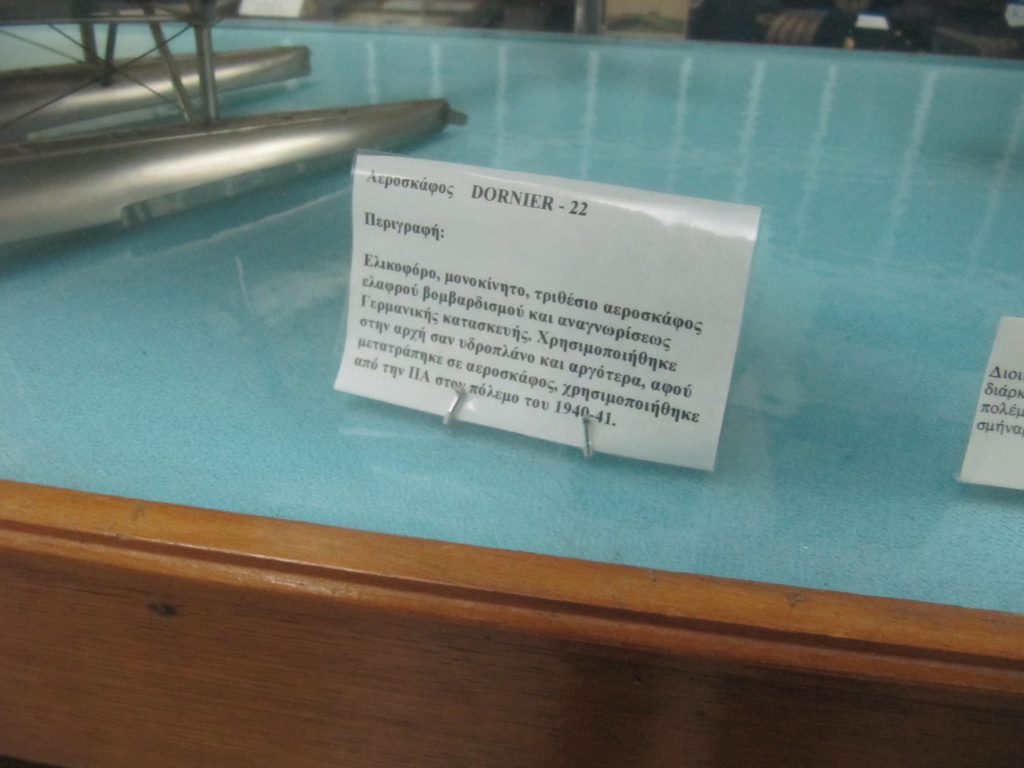 Αεροσκάφος DORNIER - 22
Περιγραφή:
Ελικοφόρο, μονοκίνητο, τριθέσιο αεροσκάφος
ελαφρού βομβαρδισμού και αναγνωρίσεως
Γερμανικής κατασκευής. Χρησιμοποιήθηκε
στην αρχή σαν υδροπλάνο και αργότερα, αφού
μετατράπηκε σε αεροσκάφος, χρησιμοποιήθηκε
από την ΠΑ στον πόλεμο του 1940-41.